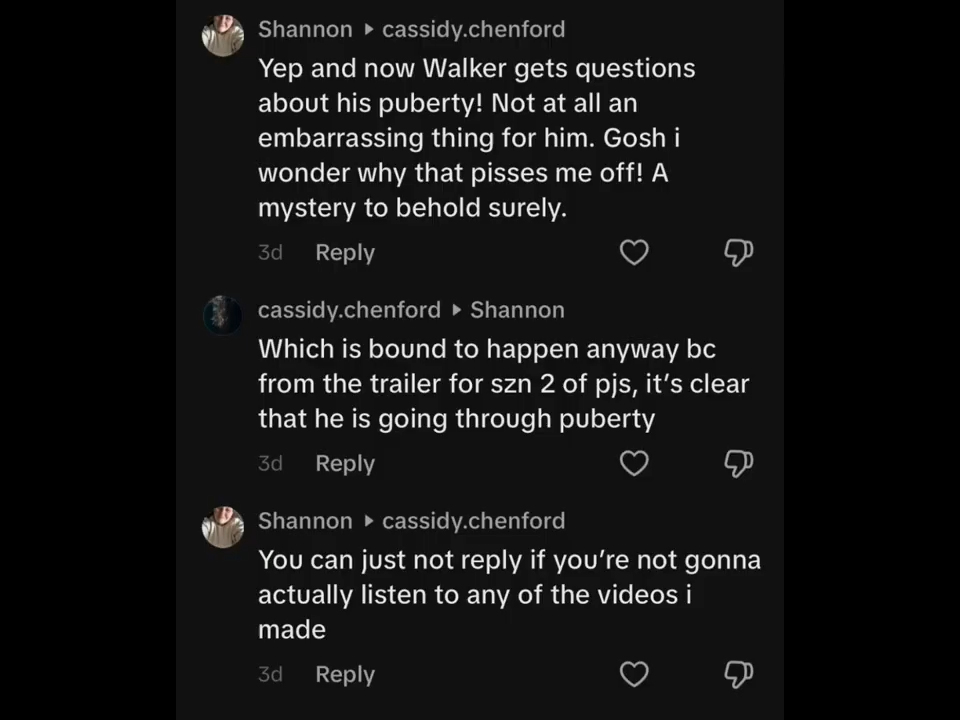 Shannon ▸ cassidy.chenford
Yep and now Walker gets questions
about his puberty! Not at all an
embarrassing thing for him. Gosh i
wonder why that pisses me off! A
mystery to behold surely.
3d Reply
cassidy.chenford ▸ Shannon
Which is bound to happen anyway bc
from the trailer for szn 2 of pjs, it’s clear
that he is going through puberty
3d Reply
Shannon ▸ cassidy.chenford
You can just not reply if you’re not gonna
actually listen to any of the videos i
made
3d Reply